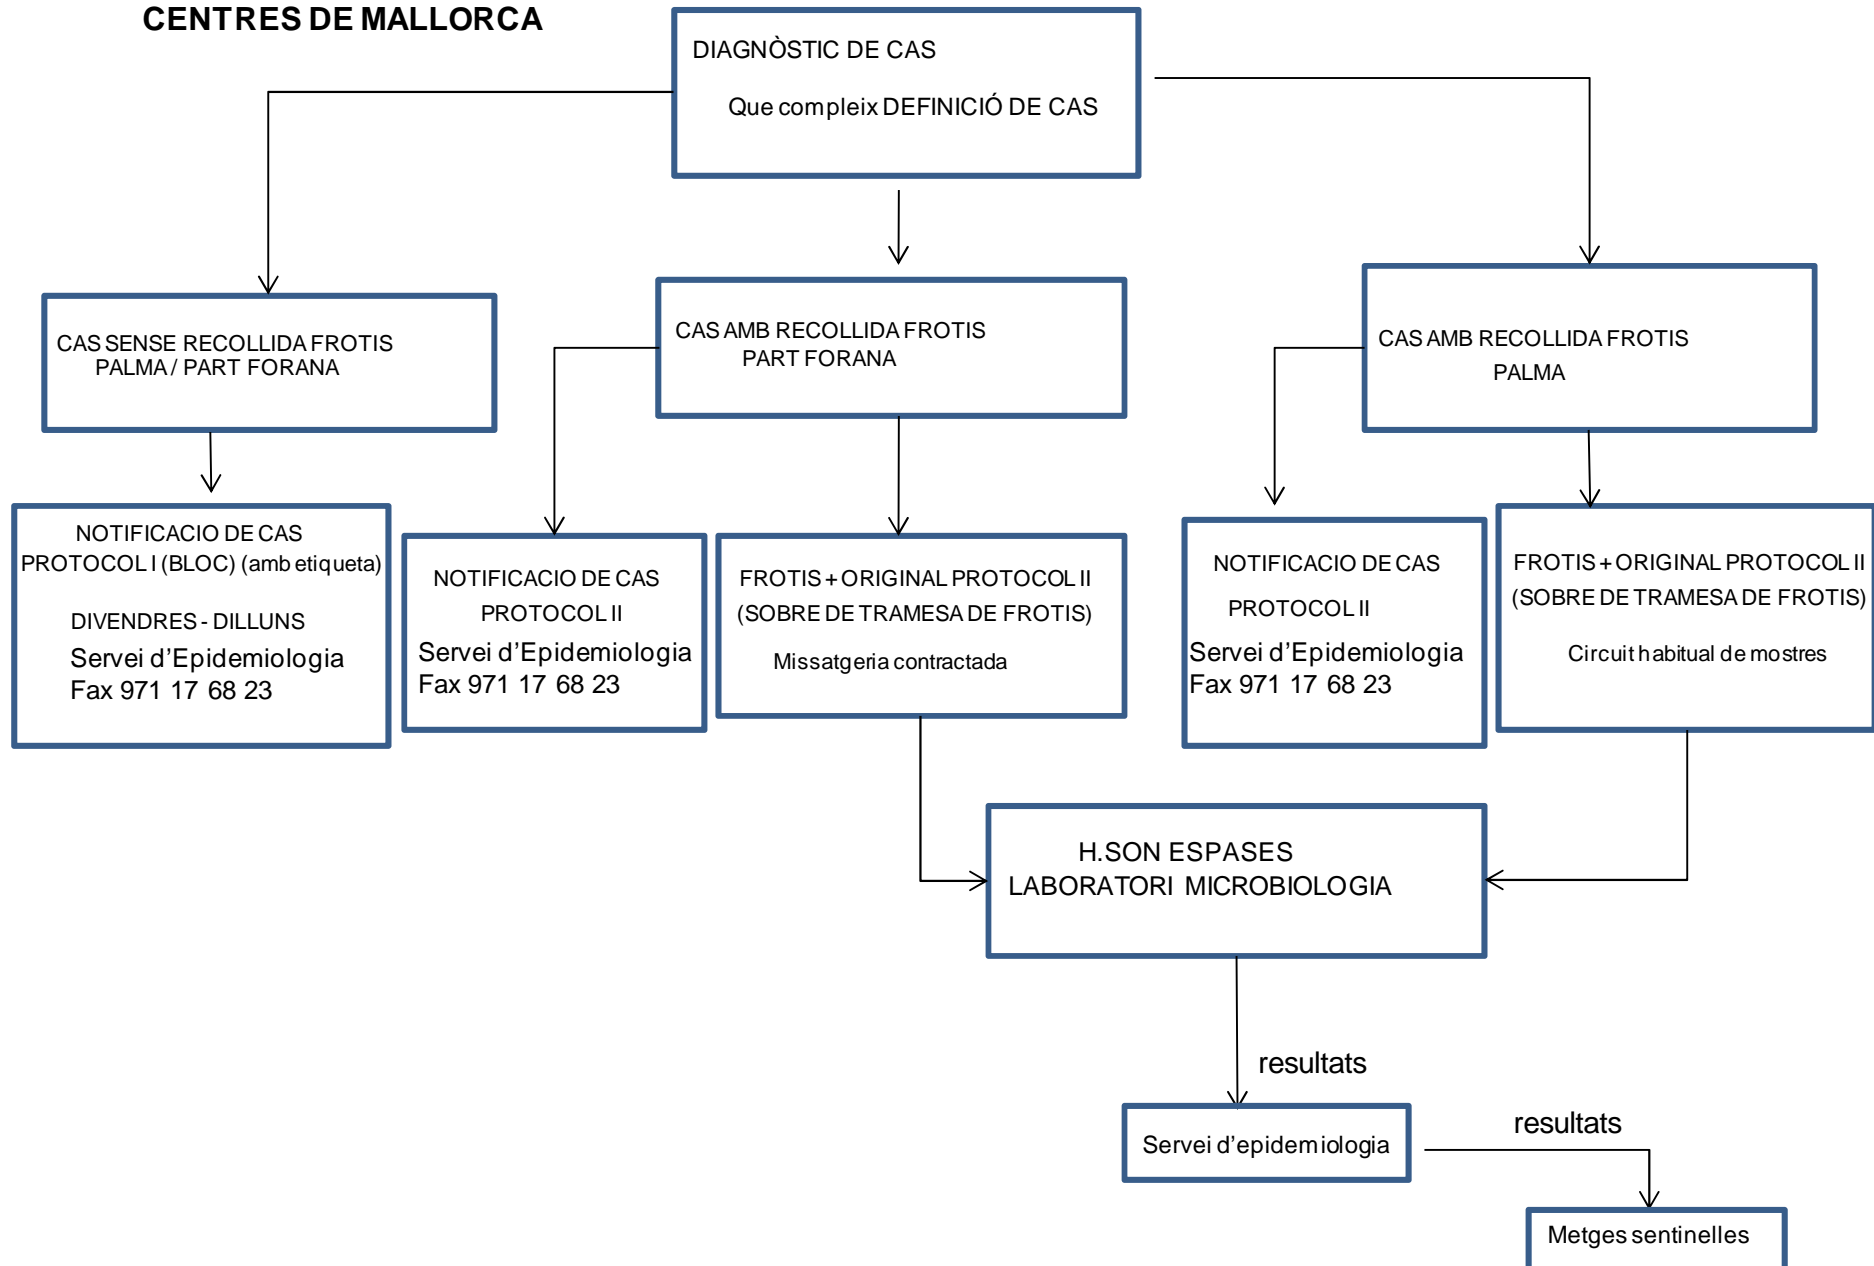 CENTRES DE MALLORCA
DIAGNÒSTIC DE CAS
Que compleix DEFINICIÓ DE CAS
CAS SENSE RECOLLIDA FROTIS
PALMA / PART FORANA
CAS AMB RECOLLIDA FROTIS
PART FORANA
CAS AMB RECOLLIDA FROTIS
PALMA
NOTIFICACIO DE CAS
PROTOCOL I (BLOC) (amb etiqueta)
DIVENDRES - DILLUNS
Servei d’Epidemiologia
Fax 971 17 68 23
NOTIFICACIO DE CAS
PROTOCOL II
Servei d’Epidemiologia
Fax 971 17 68 23
FROTIS + ORIGINAL PROTOCOL II
(SOBRE DE TRAMESA DE FROTIS)
Missatgeria contractada
NOTIFICACIO DE CAS
PROTOCOL II
Servei d’Epidemiologia
Fax 971 17 68 23
FROTIS + ORIGINAL PROTOCOL II
(SOBRE DE TRAMESA DE FROTIS)
Circuit habitual de mostres
H.SON ESPASES
LABORATORI MICROBIOLOGIA
resultats
Servei d’epidemiologia
resultats
Metges sentinelles